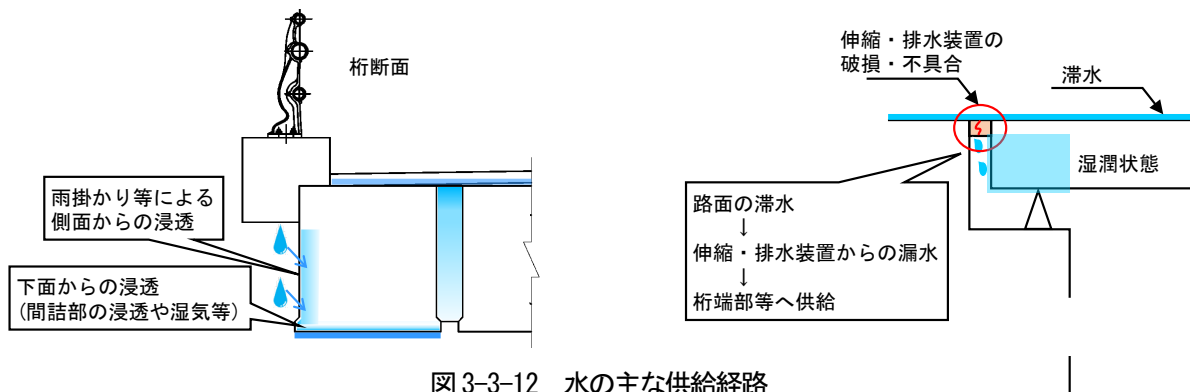 桁断面
雨掛かり等による
側面からの浸透
下面からの浸透
(間詰部の浸透や湿気等)
伸縮・排水装置の
破損・不具合
滞水
湿潤状態
路面の滞水
↓
伸縮・排水装置からの漏水
↓
桁端部等へ供給
図3-3-12 水の主な供給経路